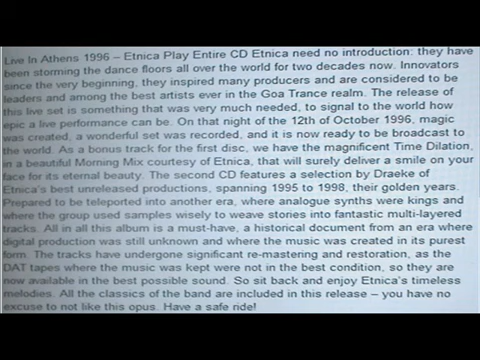 Live In Athens 1996 – Etnica Play Entire CD Etnica need no introduction: they have
been storming the dance floors all over the world for two decades now. Innovators
since the very beginning, they inspired many producers and are considered to be
leaders and among the best artists ever in the Goa Trance realm. The release of
this live set is something that was very much needed, to signal to the world how
epic a live performance can be. On that night of the 12th of October 1996, magic
was created, a wonderful set was recorded, and it is now ready to be broadcast to
the world. As a bonus track for the first disc, we have the magnificent Time Dilation,
in a beautiful Morning Mix courtesy of Etnica, that will surely deliver a smile on your
face for its eternal beauty. The second CD features a selection by Draeke of
Etnica's best unreleased productions, spanning 1995 to 1998, their golden years.
Prepared to be teleported into another era, where analogue synths were kings and
where the group used samples wisely to weave stories into fantastic multi-layered
tracks. All in all this album is a must-have, a historical document from an era where
digital production was still unknown and where the music was created in its purest
form. The tracks have undergone significant re-mastering and restoration, as the
DAT tapes where the music was kept were not in the best condition, so they are
now available in the best possible sound. So sit back and enjoy Etnica's timeless
melodies. All the classics of the band are included in this release – you have no
excuse to not like this opus. Have a safe ride!